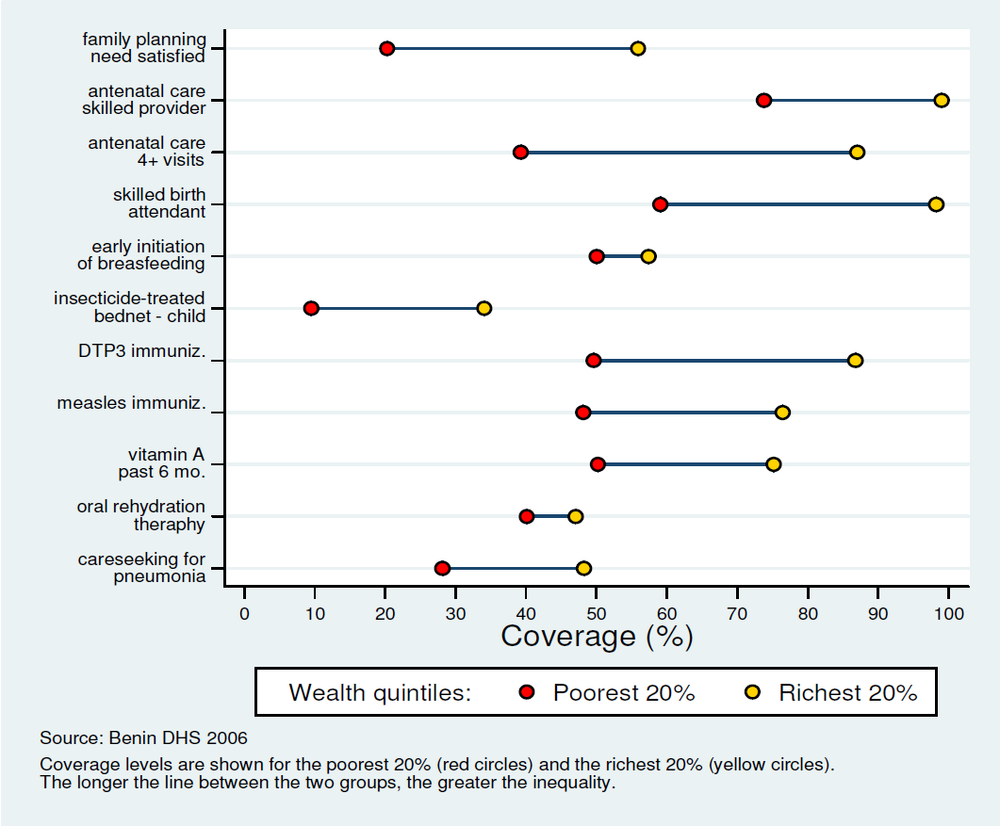 family planning
need satisfied
antenatal care
skilled provider
antenatal care
4+ visits
skilled birth
attendant
early initiation
of breasfeeding
insecticide-treated
bednet - child
DTP3 immuniz.
measles immuniz.
vitamin A
past 6 mo.
oral rehydration
theraphy
careseeking for
pneumonia
0 10 20 30 40 50 60 70 80 90 100
Coverage (%)
Wealth quintiles: Poorest 20% Richest 20%
Source: Benin DHS 2006
Coverage levels are shown for the poorest 20% (red circles) and the richest 20% (yellow circles).
The longer the line between the two groups, the greater the inequality.